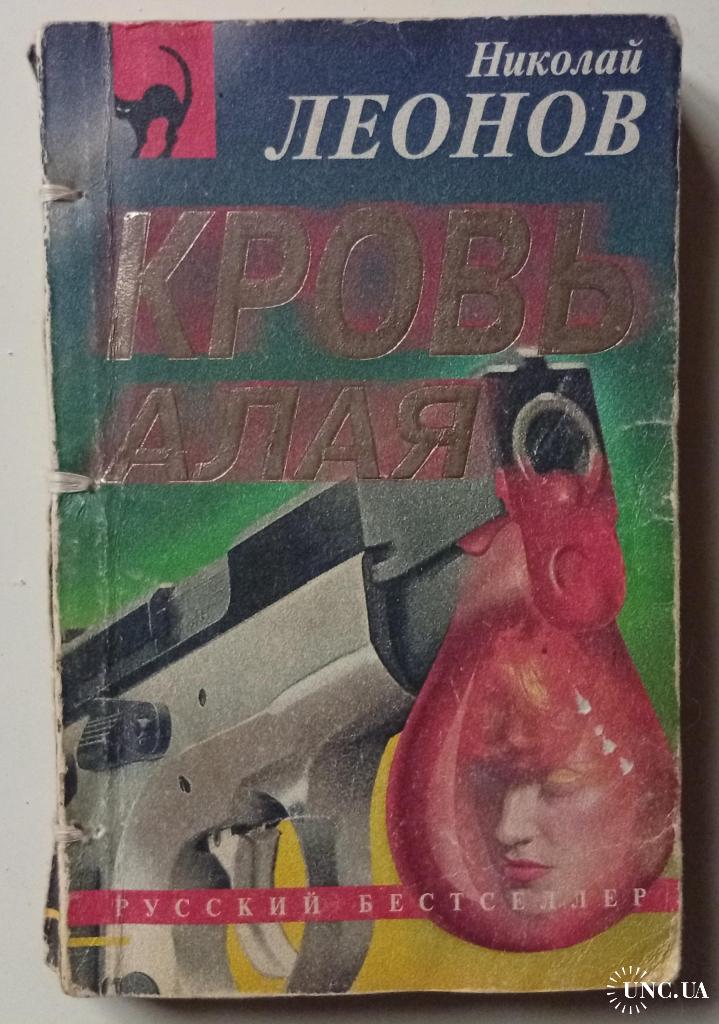 Николай
ЛЕОНОВ
КРОВЬ
АЛАЯ
РУССКИЙ БЕСТСЕЛЛЕР
UNC.UA